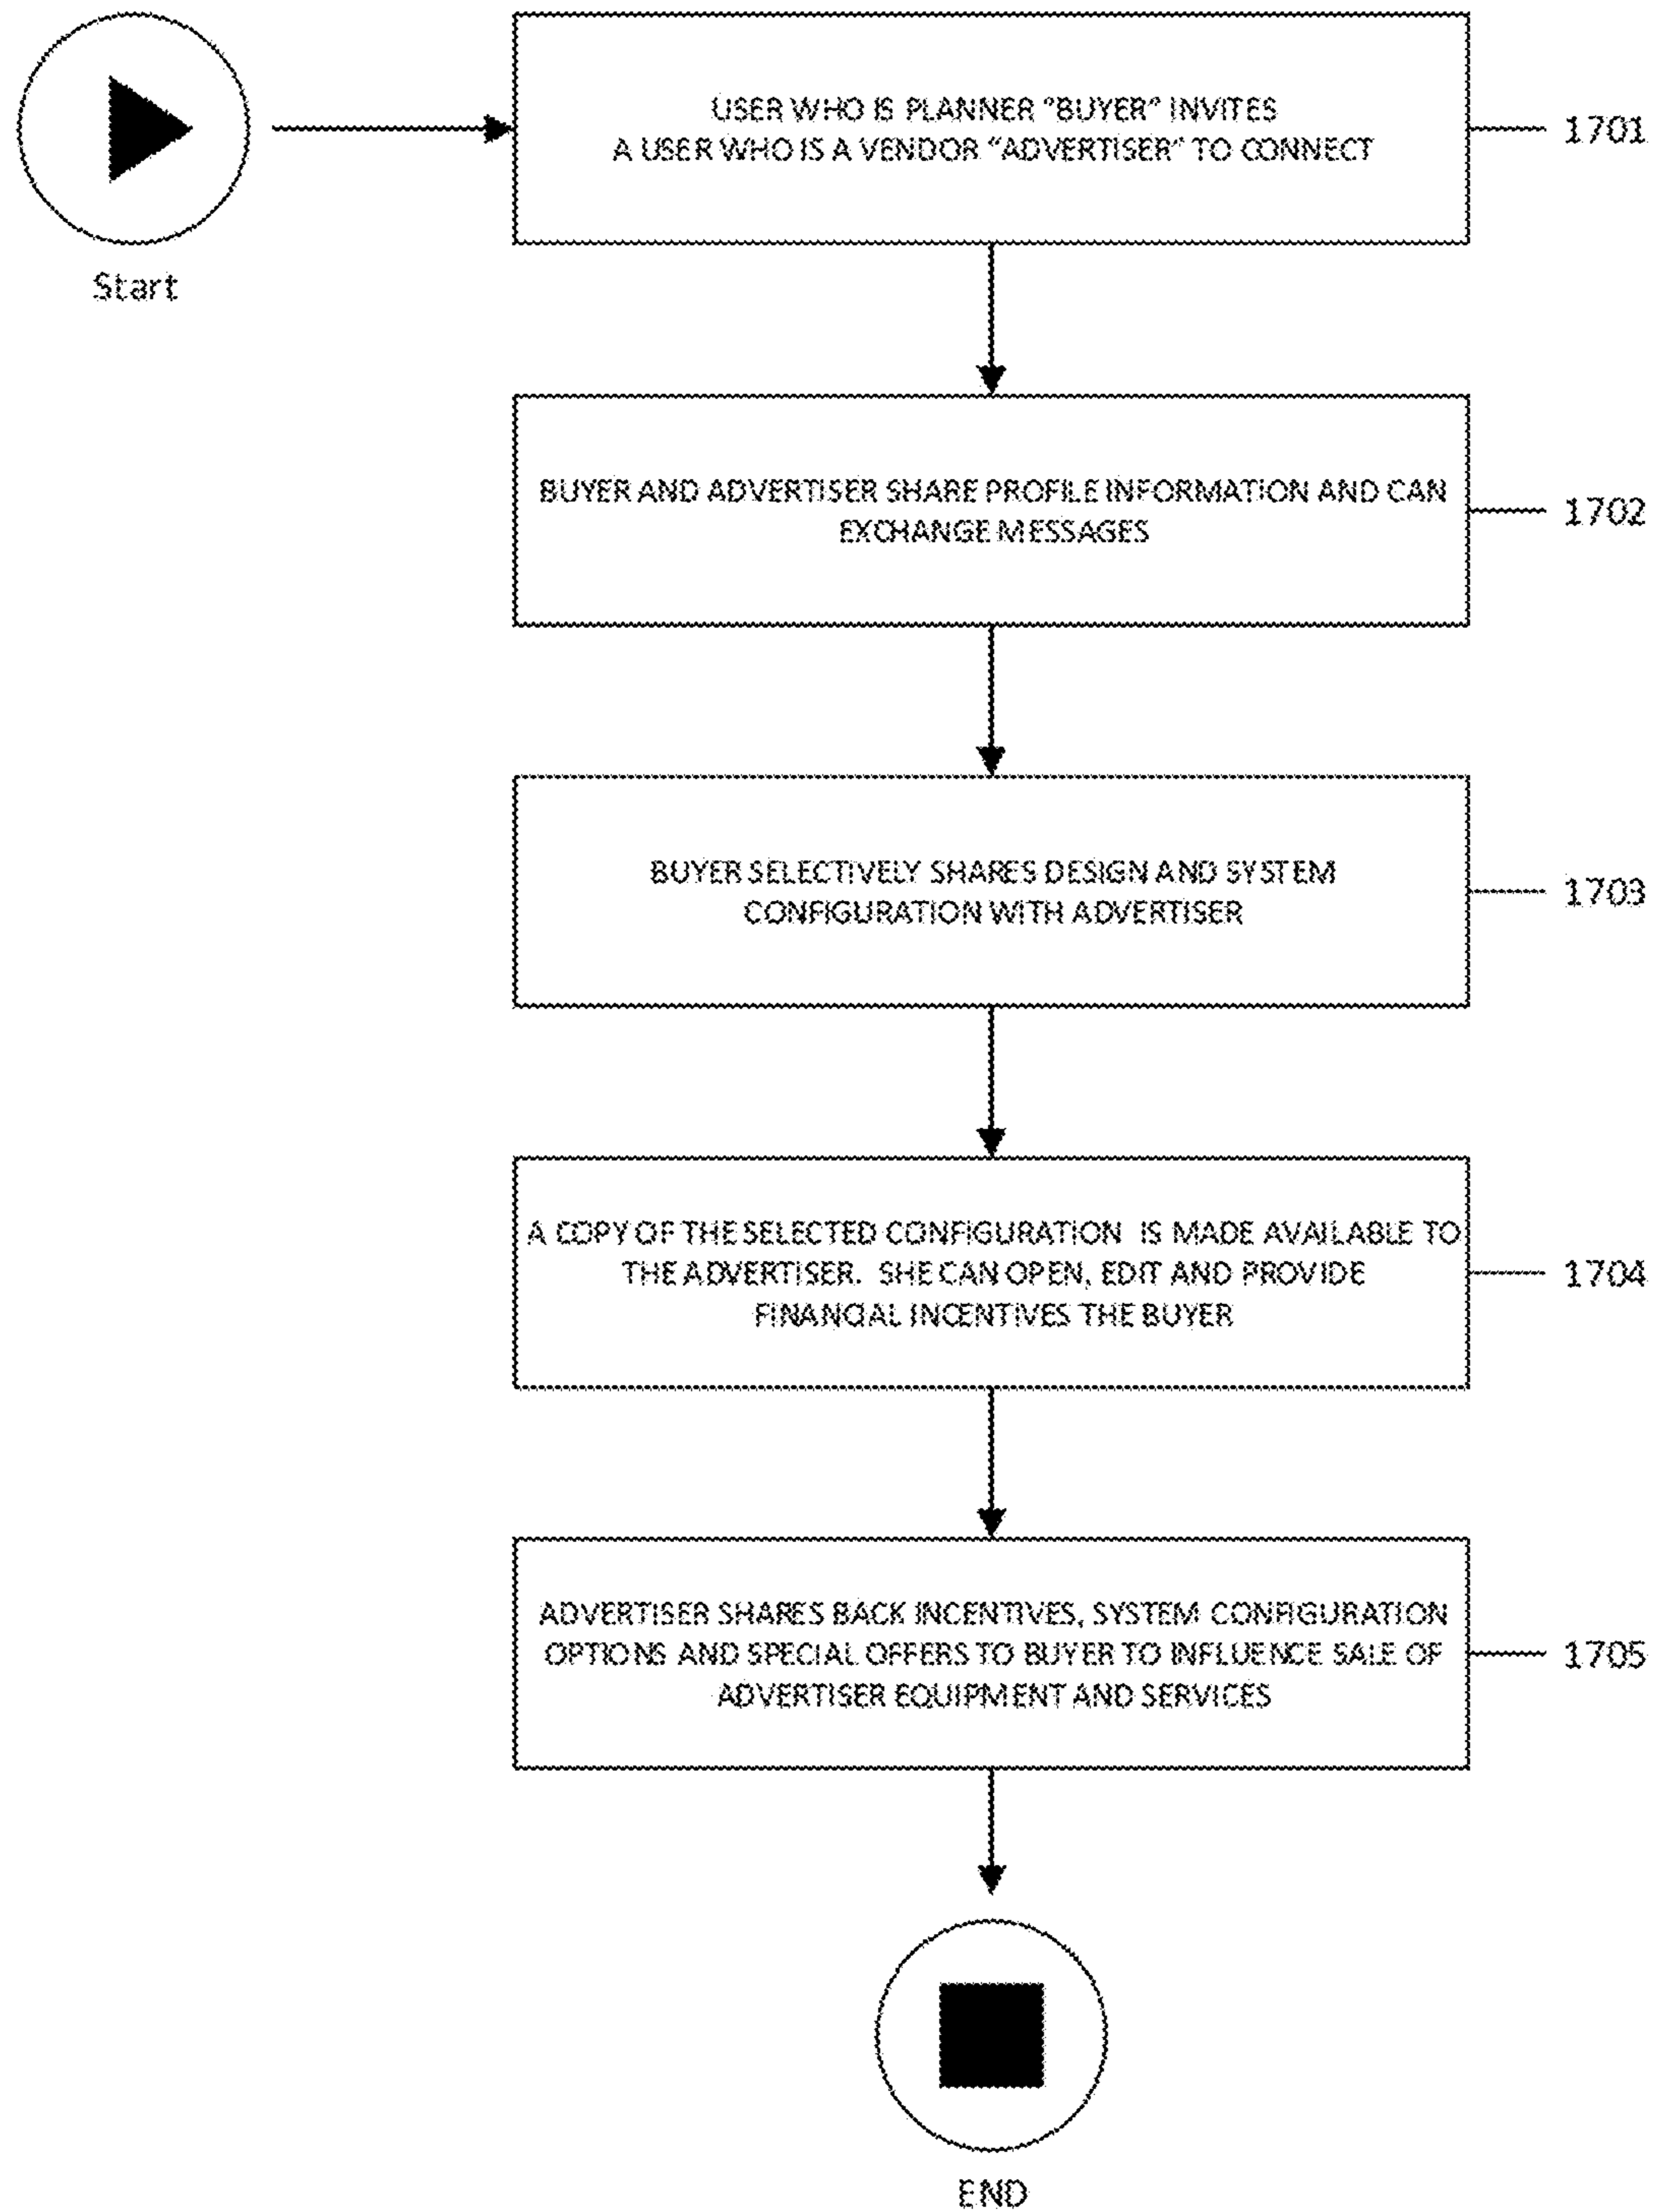 USER WHO IS PLANNER "BUYER" INVITES
A USER WHO IS A VENDOR "ADVERTISER" TO CONNECT
1701
Start
BUYER AND ADVERTISER SHARE PROFILE INFORMATION AND CAN
EXCHANGE MESSAGES
1702
BUYER SELECTIVELY SHARES DESIGN AND SYSTEM
CONFIGURATION WITH ADVERTISER
1703
A COPY OF THE SELECTED CONFIGURATION IS MADE AVAILABLE TO
THE ADVERTISER. SHE CAN OPEN, EDIT AND PROVIDE
FINANCIAL INCENTIVES THE BUYER
1704
ADVERTISER SHARES BACK INCENTIVES, SYSTEM CONFIGURATION
OPTIONS AND SPECIAL OFFERS TO BUYER TO INFLUENCE SALE OF
ADVERTISER EQUIPMENT AND SERVICES
1705
END